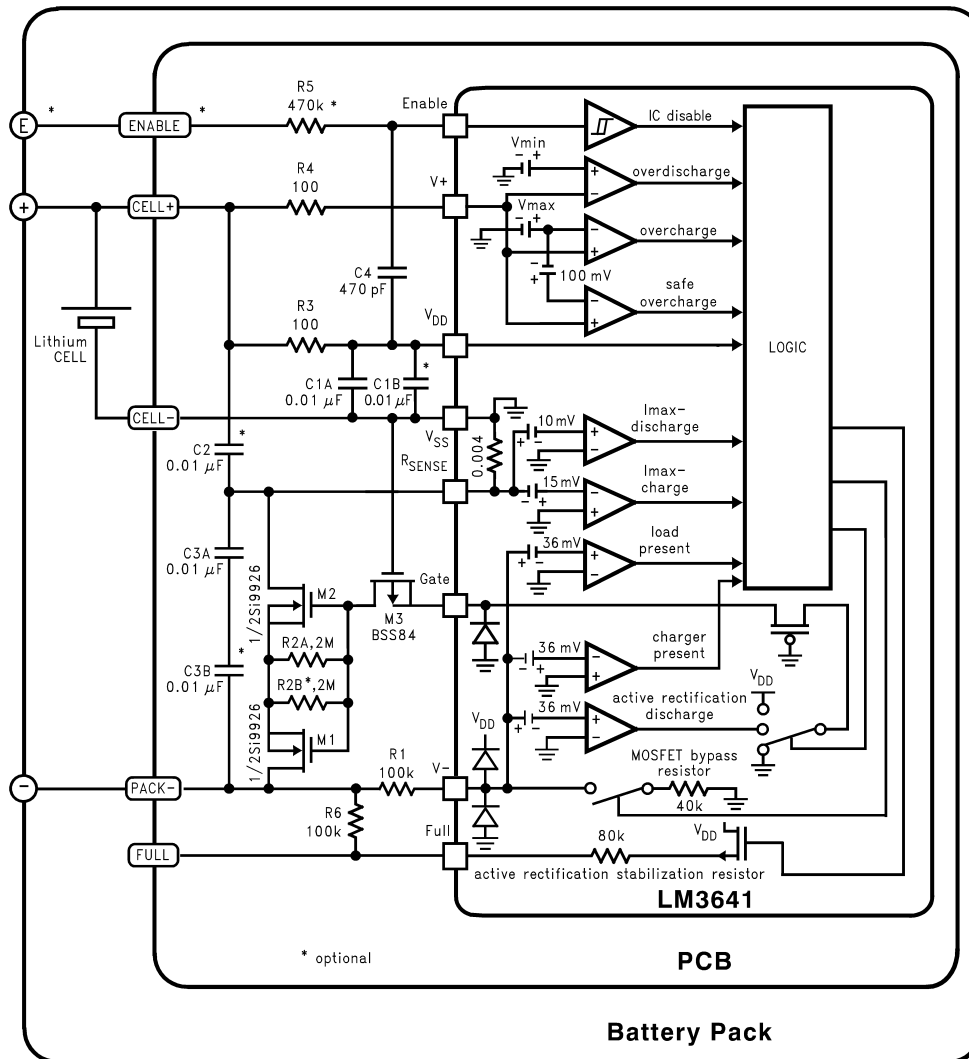 E
*
ENABLE
*
R5
470k *
Enable
IC disable
Vmin
- +
+
-
overdischarge
R4
100
V+
+
CELL+
Vmax
- +
-
+
overcharge
C4
470 pF
-
+
100 mV
-
+
safe
overcharge
R3
100
VDD
LOGIC
Lithium
CELL
C1A
0.01 µF
C1B
0.01 µF
*
CELL-
VSS
0.004
10mV
+ -
+
-
Imax-
discharge
C2
0.01 µF
*
RSENSE
15mV
- +
-
+
Imax-
charge
C3A
0.01 µF
36 mV
+ -
+
-
load
present
1/2Si9926
M2
Gate
M3
BSS84
R2A,2M
C3B
0.01 µF
*
R2B*,2M
36 mV
- +
-
+
charger
present
1/2Si9926
M1
36 mV
+ -
+
-
active rectification
discharge
VDD
VDD
R1
100k
V-
MOSFET bypass
resistor
40k
-
PACK-
R6
100k
Full
FULL
80k
VDD
active rectification stabilization resistor
LM3641
* optional
PCB
Battery Pack